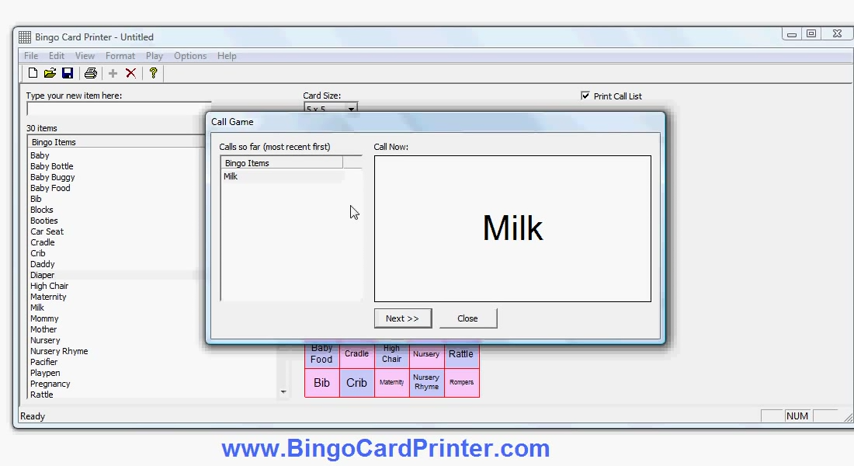 Bingo Card Printer - Untitled
File Edit View Format Play Options Help
Type your new item here:
Card Size:
5 x 5
Print Call List
30 items
Bingo Items
Baby
Baby Bottle
Baby Buggy
Baby Food
Bib
Blocks
Booties
Car Seat
Cradle
Crib
Daddy
Diaper
High Chair
Maternity
Milk
Mommy
Mother
Nursery
Nursery Rhyme
Pacifier
Playpen
Pregnancy
Rattle
Call Game
Calls so far (most recent first)
Bingo Items
Milk
Call Now:
Milk
Next >>
Close
Baby Food
Cradle
High Chair
Nursery
Rattle
Bib
Crib
Maternity
Nursery Rhyme
Rompers
Ready
NUM
www.BingoCardPrinter.com